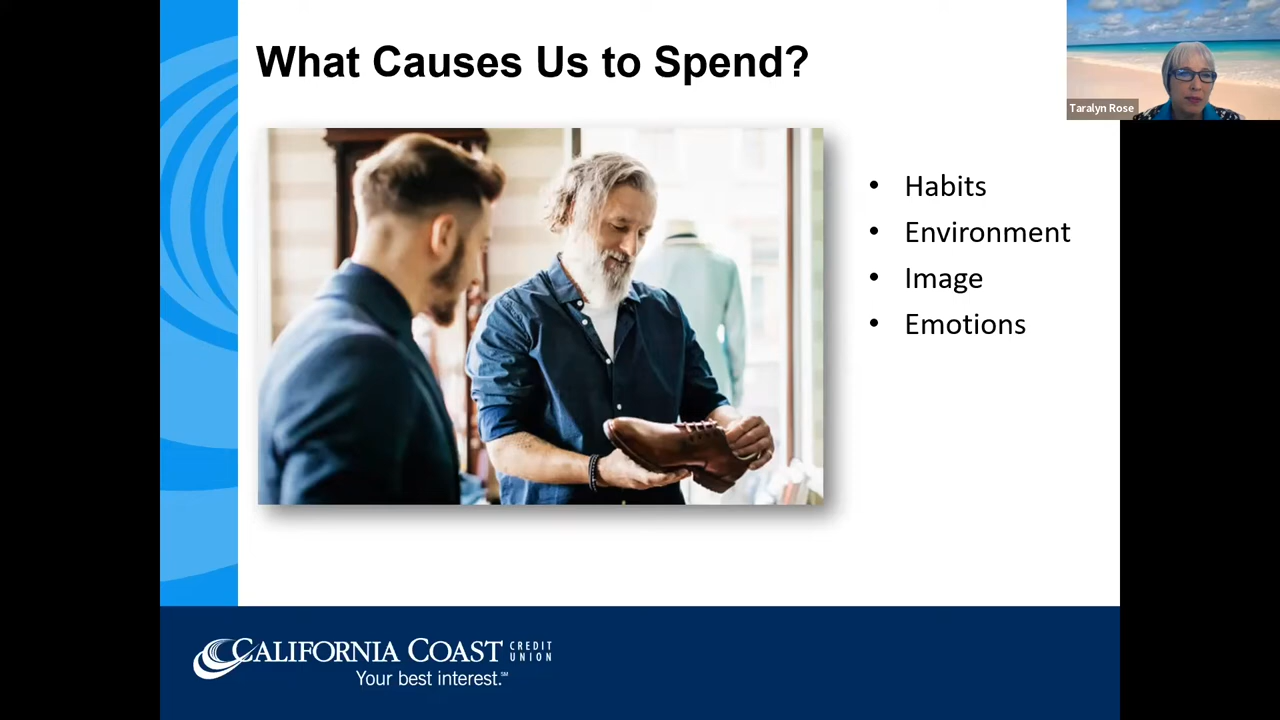 What Causes Us to Spend?
Taralyn Rose
• Habits
• Environment
• Image
• Emotions
CALIFORNIA COAST CREDIT UNION
Your best interest.℠